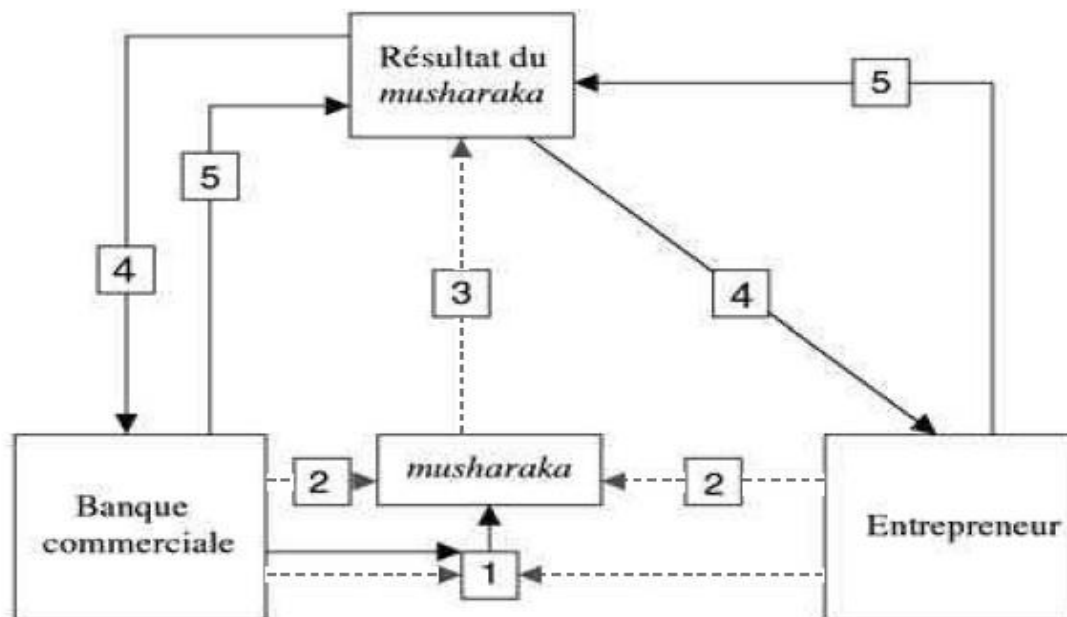 Résultat du
musharaka
5
5
4
3
4
musharaka
2
2
Banque
commerciale
Entrepreneur
1